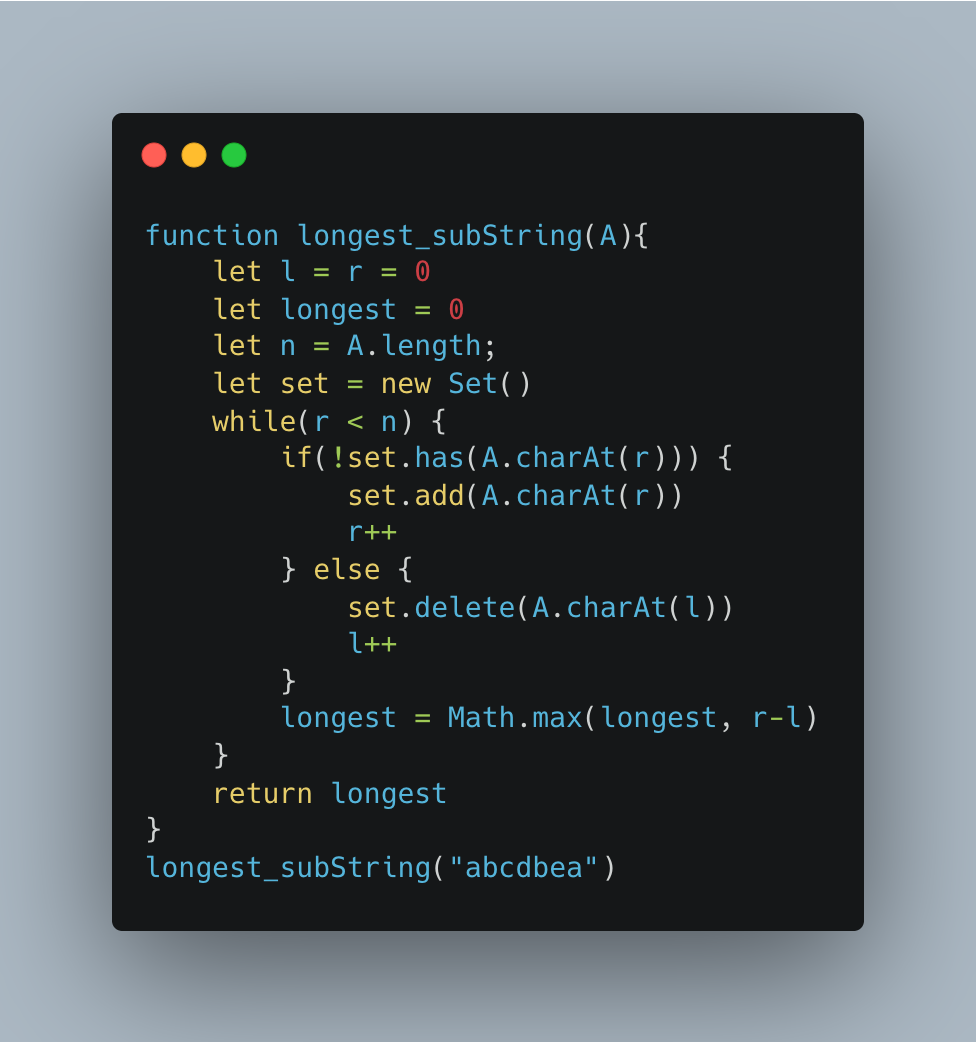 function longest_subString(A){
    let l = r = 0
    let longest = 0
    let n = A.length;
    let set = new Set()
    while(r < n) {
        if(!set.has(A.charAt(r))) {
            set.add(A.charAt(r))
            r++
        } else {
            set.delete(A.charAt(l))
            l++
        }
        longest = Math.max(longest, r-l)
    }
    return longest
}
longest_subString("abcdbea")